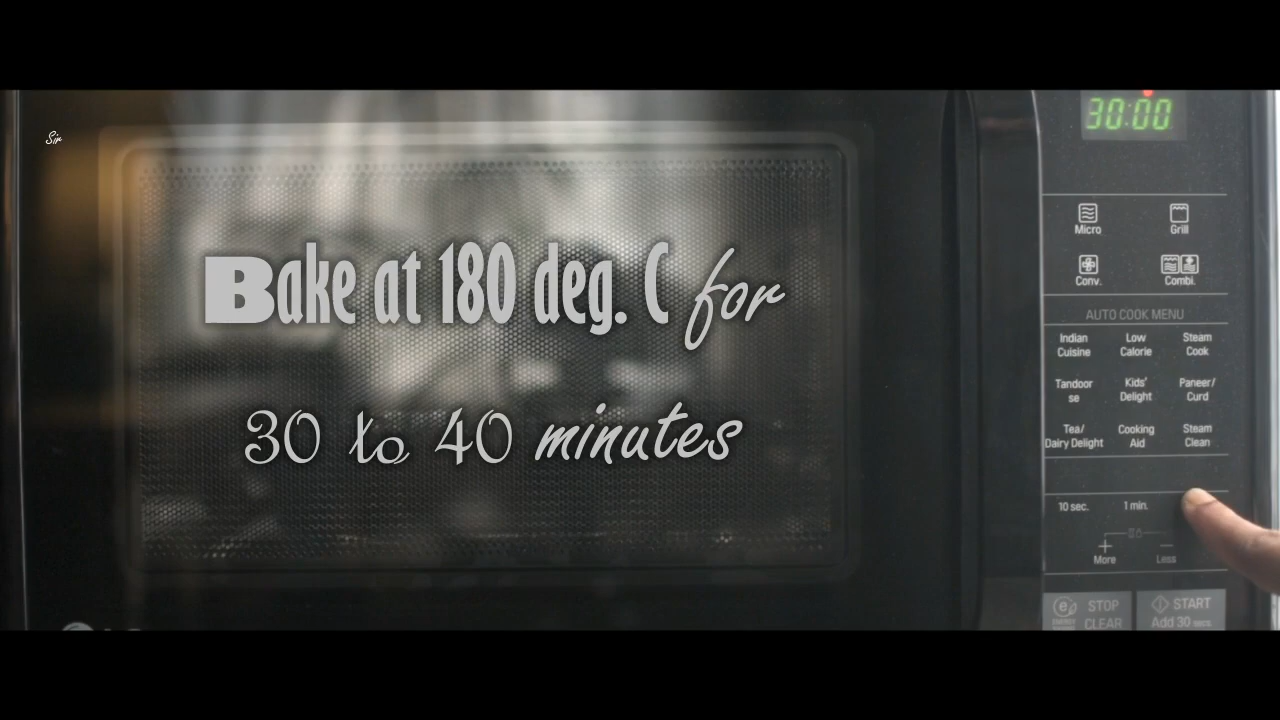 Sir
Bake at 180 deg. C for
30 to 40 minutes
30:00
Micro Grill
Conv. Combi.
AUTO COOK MENU
Indian Cuisine
Low Calorie
Steam Cook
Tandoor se
Kids' Delight
Paneer/ Curd
Tea/ Dairy Delight
Cooking Aid
Steam Clean
10 sec. 1 min.
More Less
STOP CLEAR
START
Add 30 secs